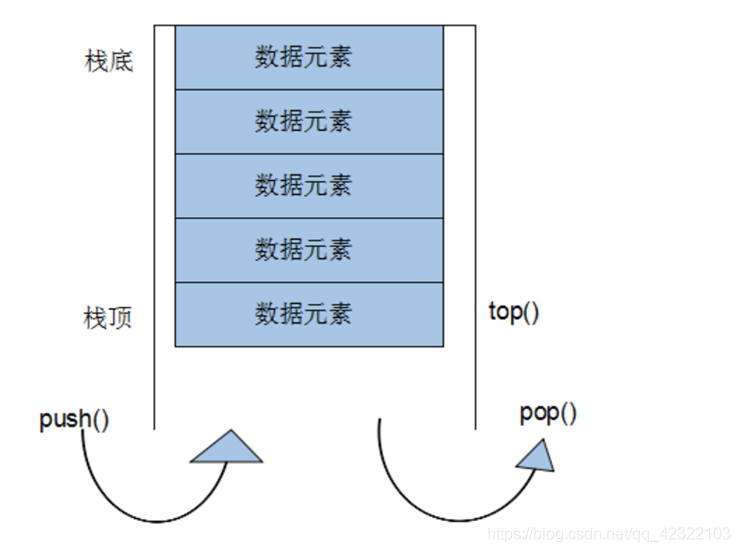 栈底
数据元素
数据元素
数据元素
数据元素
栈顶
数据元素
top()
push()
pop()
https://blog.csdn.net/qq_42322103